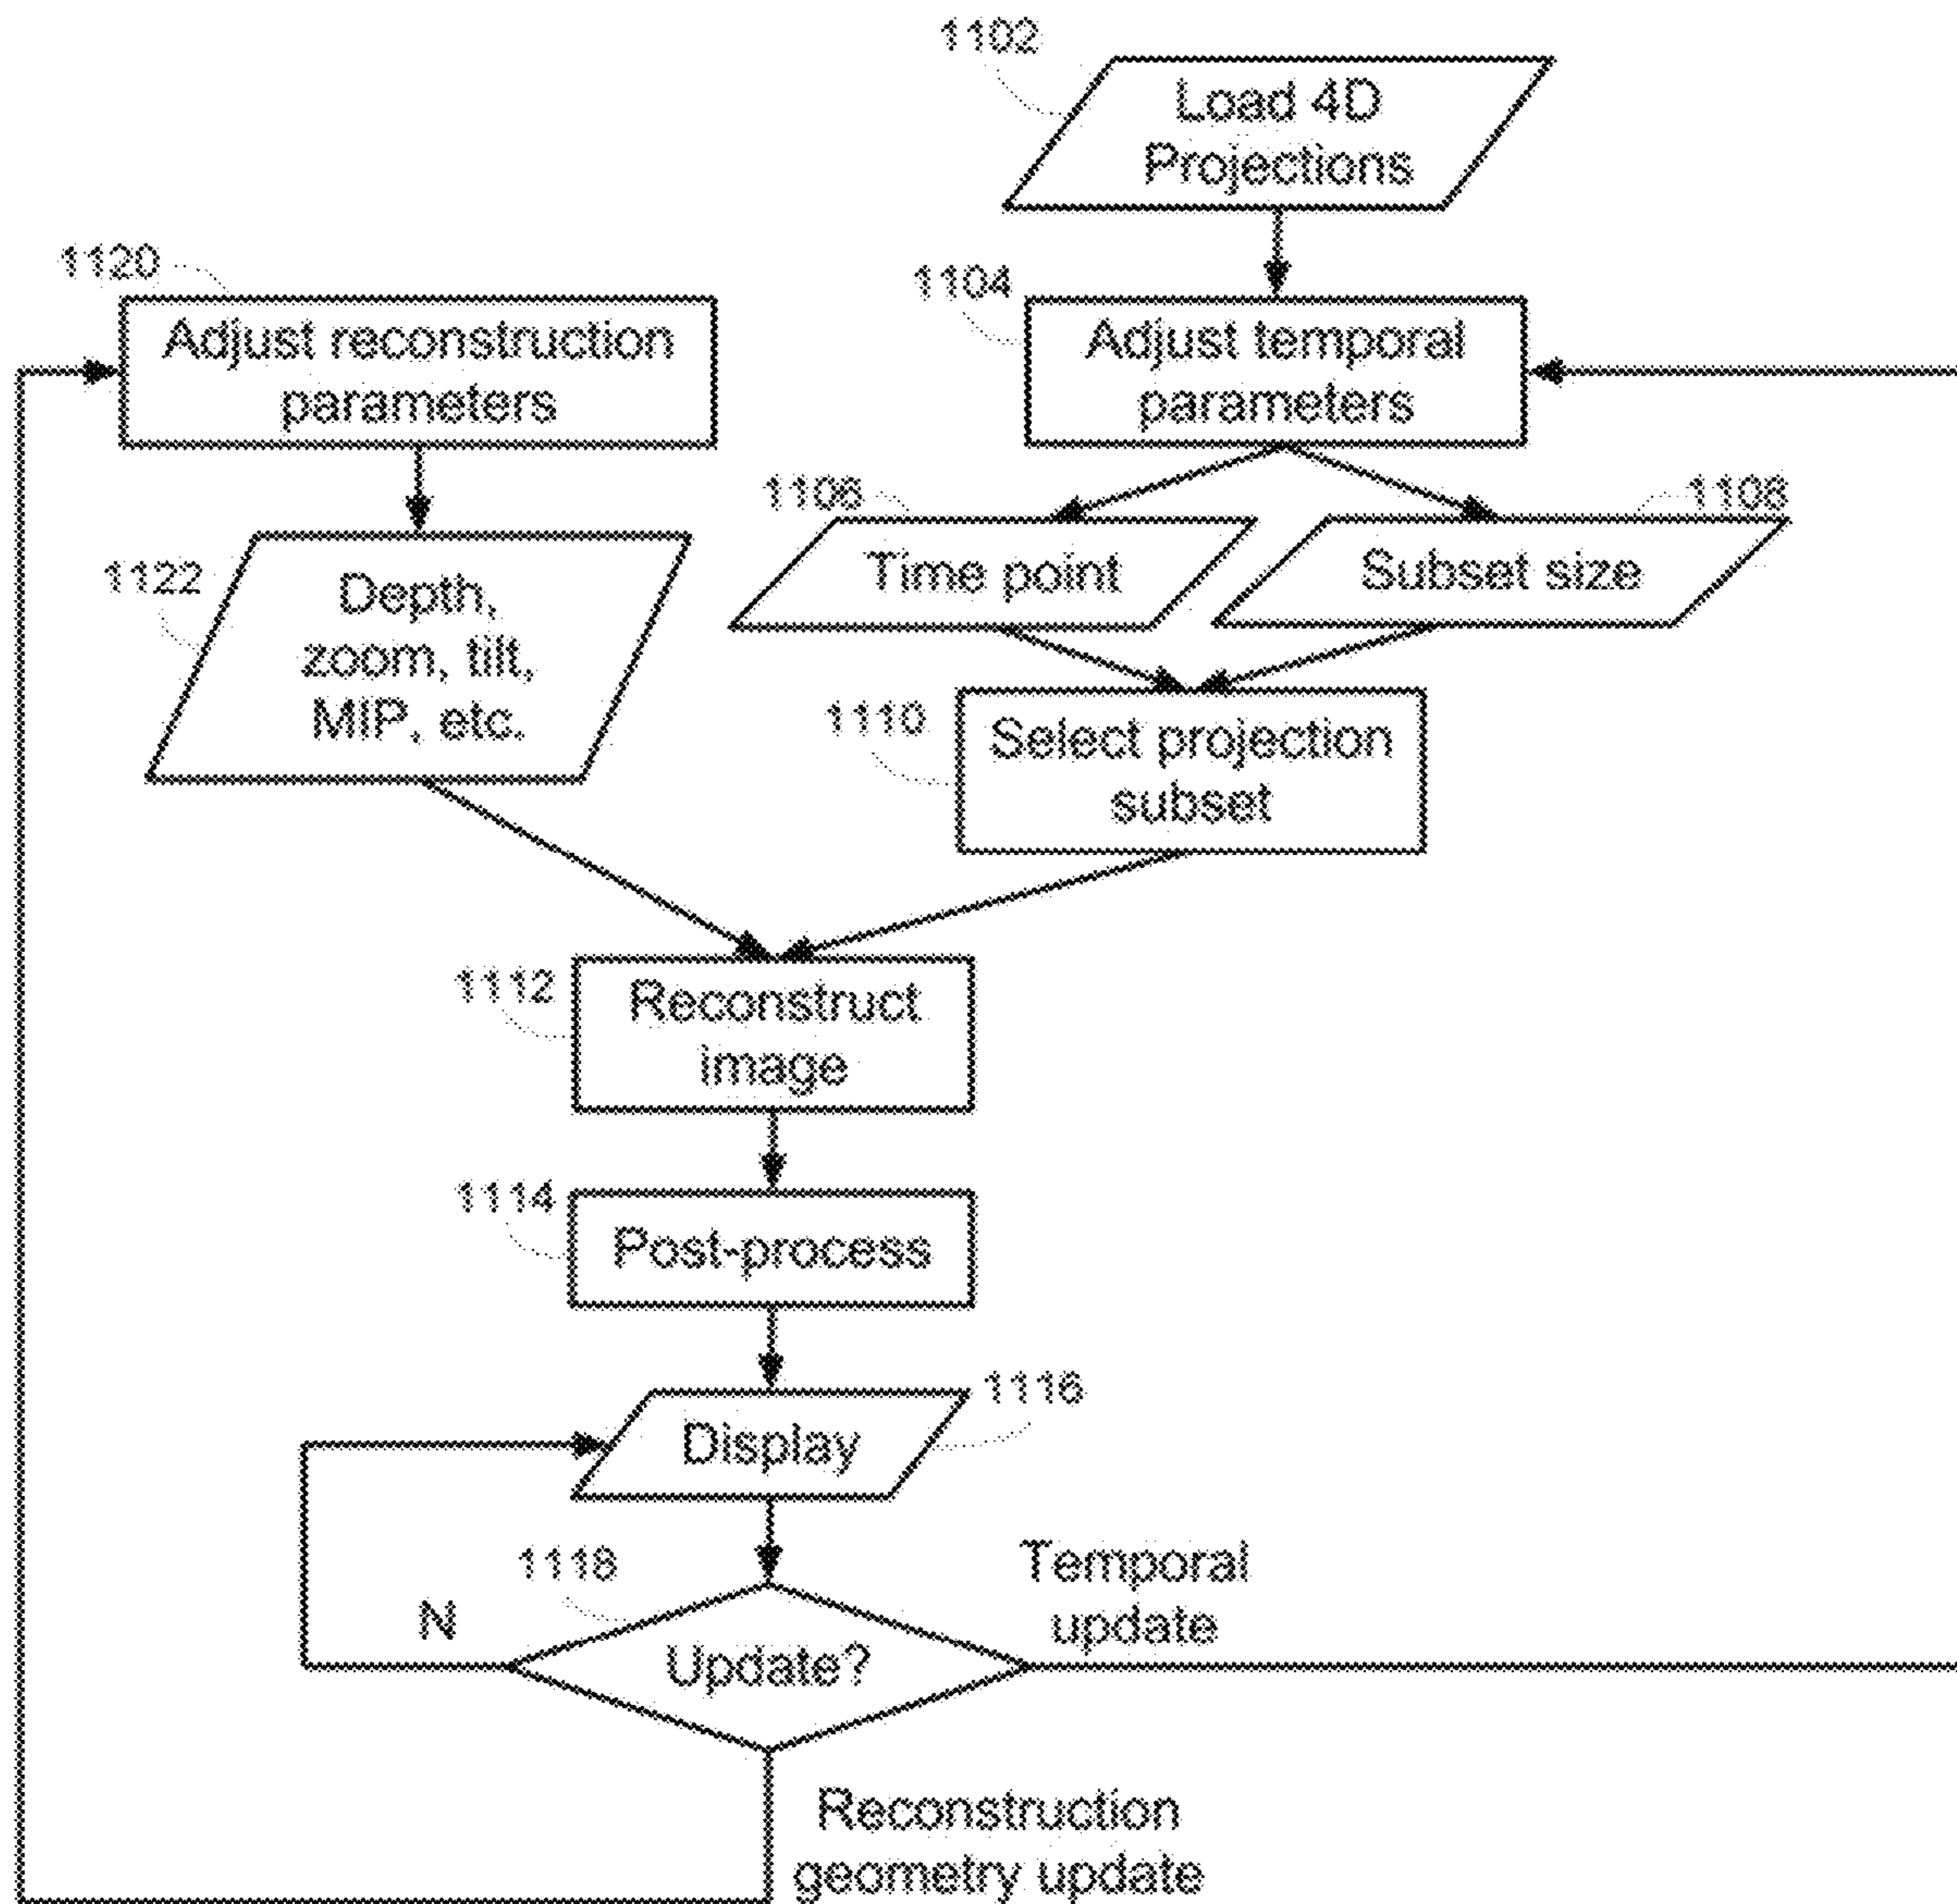 1102
Load 4D
Projections
1120
Adjust reconstruction
parameters
1104
Adjust temporal
parameters
1106
Time point
1108
Subset size
1122
Depth,
zoom, tilt,
MIP, etc.
1110
Select projection
subset
1112
Reconstruct
image
1114
Post-process
1116
Display
1118
Update?
N
Temporal
update
Reconstruction
geometry update